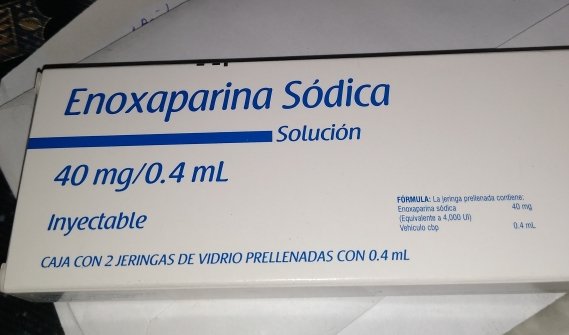 Enoxaparina Sódica
Solución
40 mg/0.4 mL
Inyectable
FÓRMULA: La jeringa prellenada contiene:
Enoxaparina sódica 40 mg
(Equivalente a 4,000 UI)
Vehículo cbp 0.4 mL
CAJA CON 2 JERINGAS DE VIDRIO PRELLENADAS CON 0.4 mL